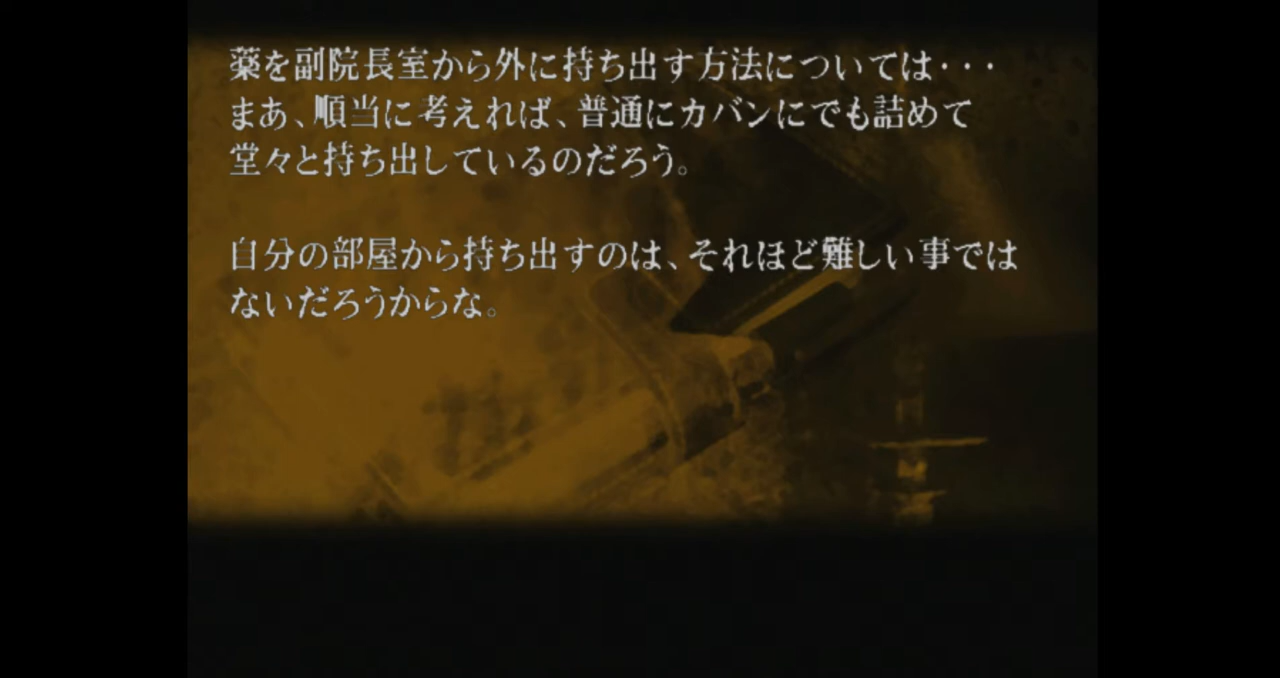 薬を副院長室から外に持ち出す方法については・・・
まあ、順当に考えれば、普通にカバンにでも詰めて
堂々と持ち出しているのだろう。
自分の部屋から持ち出すのは、それほど難しい事では
ないだろうからな。